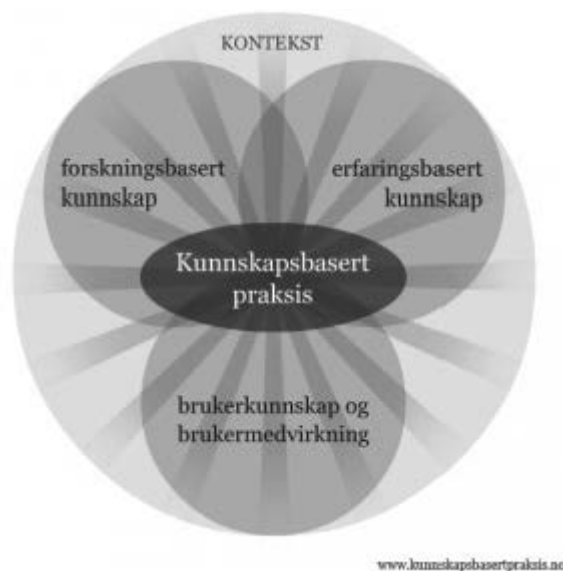 KONTEKST
forskningsbasert
kunnskap
erfaringsbasert
kunnskap
Kunnskapsbasert
praksis
brukerkunnskap og
brukermedvirkning
www.kunnskapsbasertpraksis.no